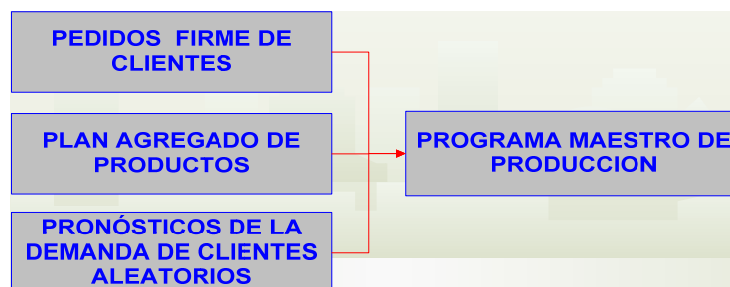 PEDIDOS FIRME DE
CLIENTES
PLAN AGREGADO DE
PRODUCTOS
PROGRAMA MAESTRO DE
PRODUCCION
PRONÓSTICOS DE LA
DEMANDA DE CLIENTES
ALEATORIOS